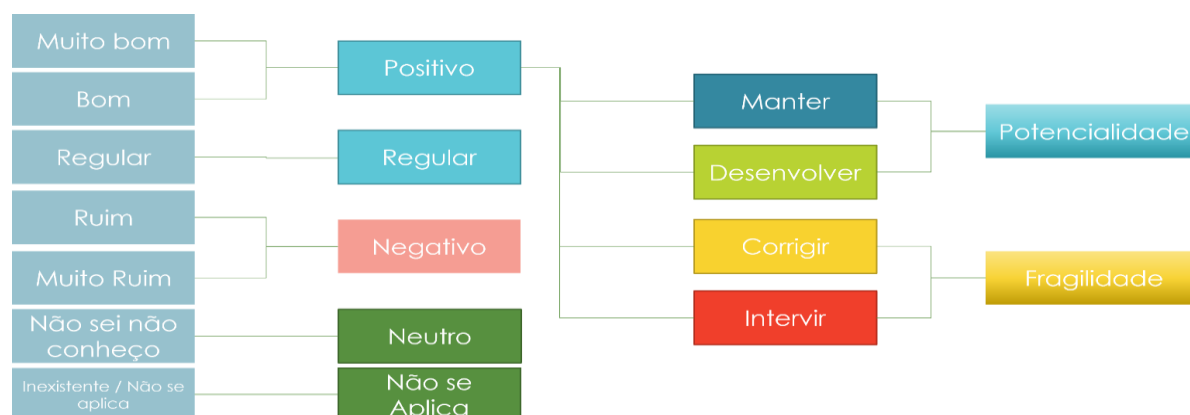 Muito bom
Bom
Regular
Ruim
Muito Ruim
Não sei não
conheço
Inexistente / Não se
aplica
Positivo
Regular
Negativo
Neutro
Não se
Aplica
Manter
Desenvolver
Corrigir
Intervir
Potencialidade
Fragilidade